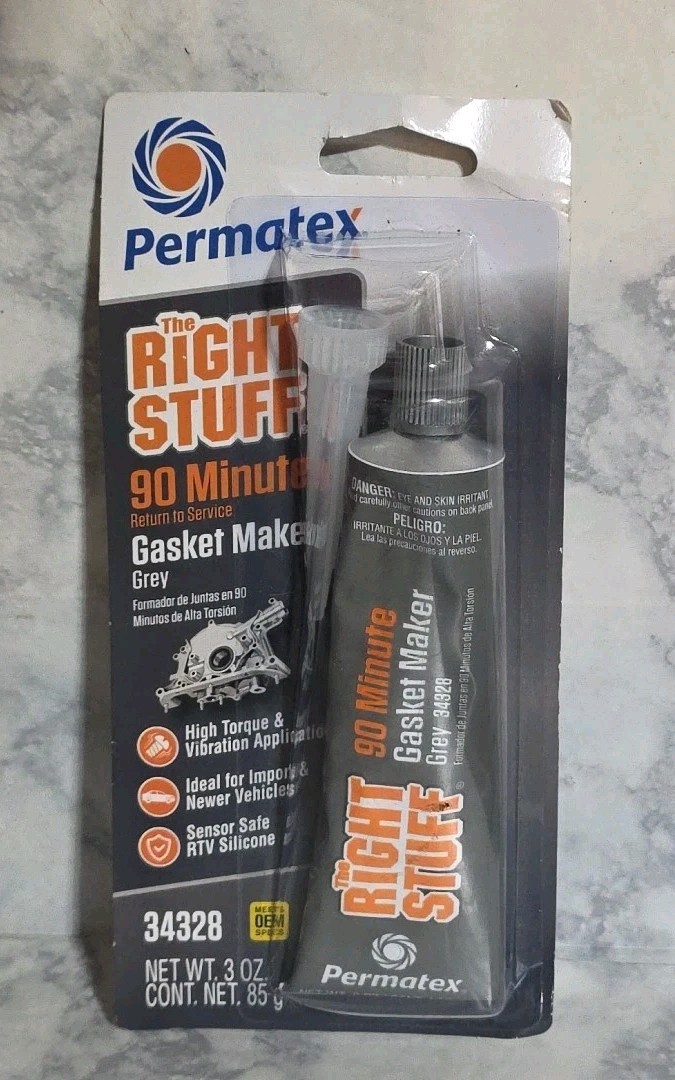 Permatex
The
RIGHT
STUFF
90 Minute
Return to Service
Gasket Maker
Grey
Formador de Juntas en 90
Minutos de Alta Torsión
High Torque &
Vibration Applicatio
Ideal for Import &
Newer Vehicles
Sensor Safe
RTV Silicone
34328
MEETS
OEM
SPECS
NET WT. 3 OZ.
CONT. NET. 85 g
DANGER: EYE AND SKIN IRRITANT
carefully other cautions on back panel
PELIGRO:
IRRITANTE A LOS OJOS Y LA PIEL
Lea las precauciones al reverso.
The
RIGHT
STUFF®
90 Minute
Gasket Maker
Grey 34328
Formador de Juntas en 90 Minutos de Alta Torsión
Permatex